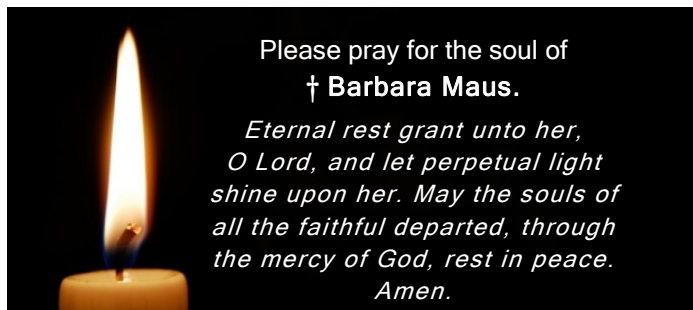 Please pray for the soul of
† Barbara Maus.
Eternal rest grant unto her,
O Lord, and let perpetual light
shine upon her. May the souls of
all the faithful departed, through
the mercy of God, rest in peace.
Amen.